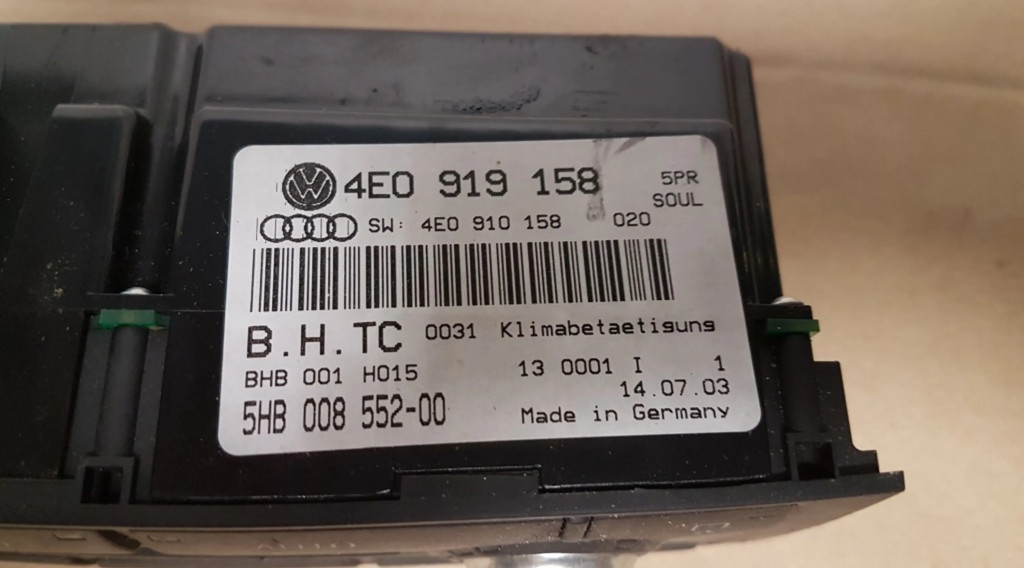 4E0 919 158 5PR
SOUL
SW: 4E0 910 158 020
B.H.TC 0031 Klimabetaetigung
BHB 001 H015 13 0001 I 1
14.07.03
5HB 008 552-00 Made in Germany